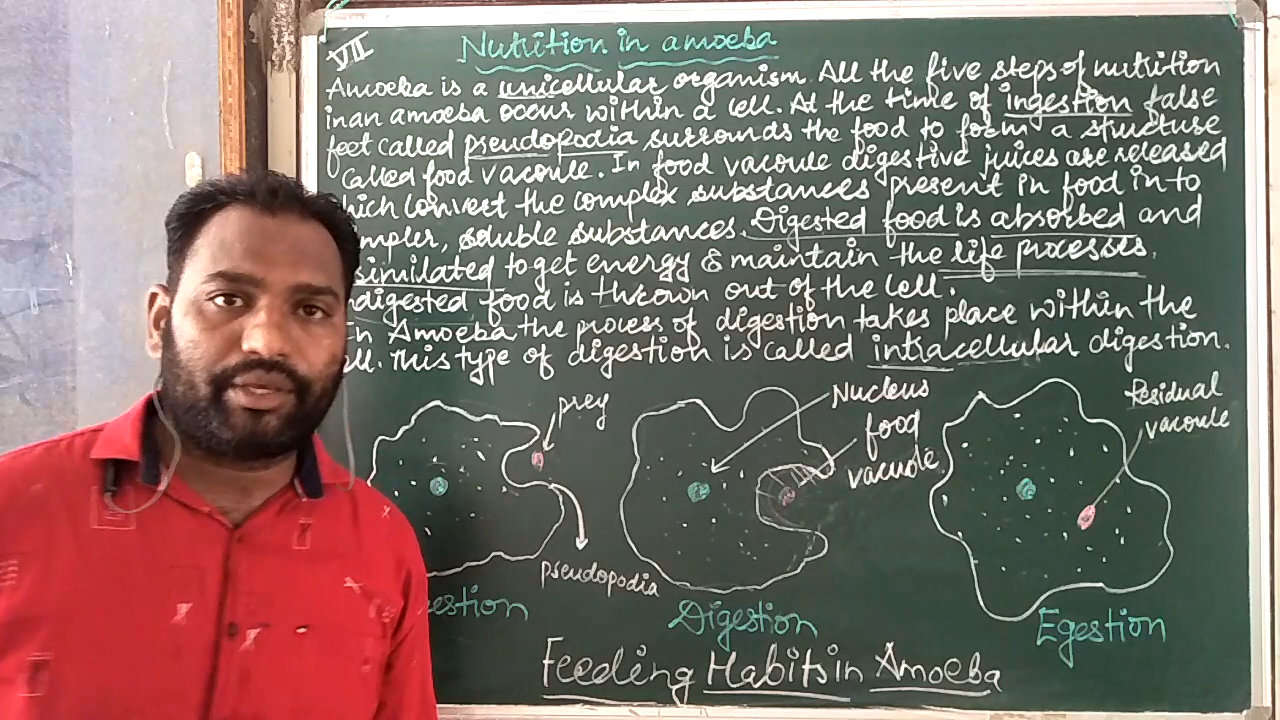 VII
Nutrition in amoeba
Amoeba is a unicellular organism. All the five steps of nutrition
in an amoeba occur within a cell. At the time of ingestion false
feet called pseudopodia surrounds the food to form a structure
called food vacoule. In food vacoule digestive juices are released
hich convert the complex substances present in food in to
mpler, soluble substances. Digested food is absorbed and
similated to get energy & maintain the life processes.
digested food is thrown out of the cell.
In Amoeba the process of digestion takes place within the
ll. This type of digestion is called intracellular digestion.
prey
Nucleus
food
vacuole
Residual
vacoule
pseudopodia
estion
Digestion
Egestion
Feeding Habits in Amoeba